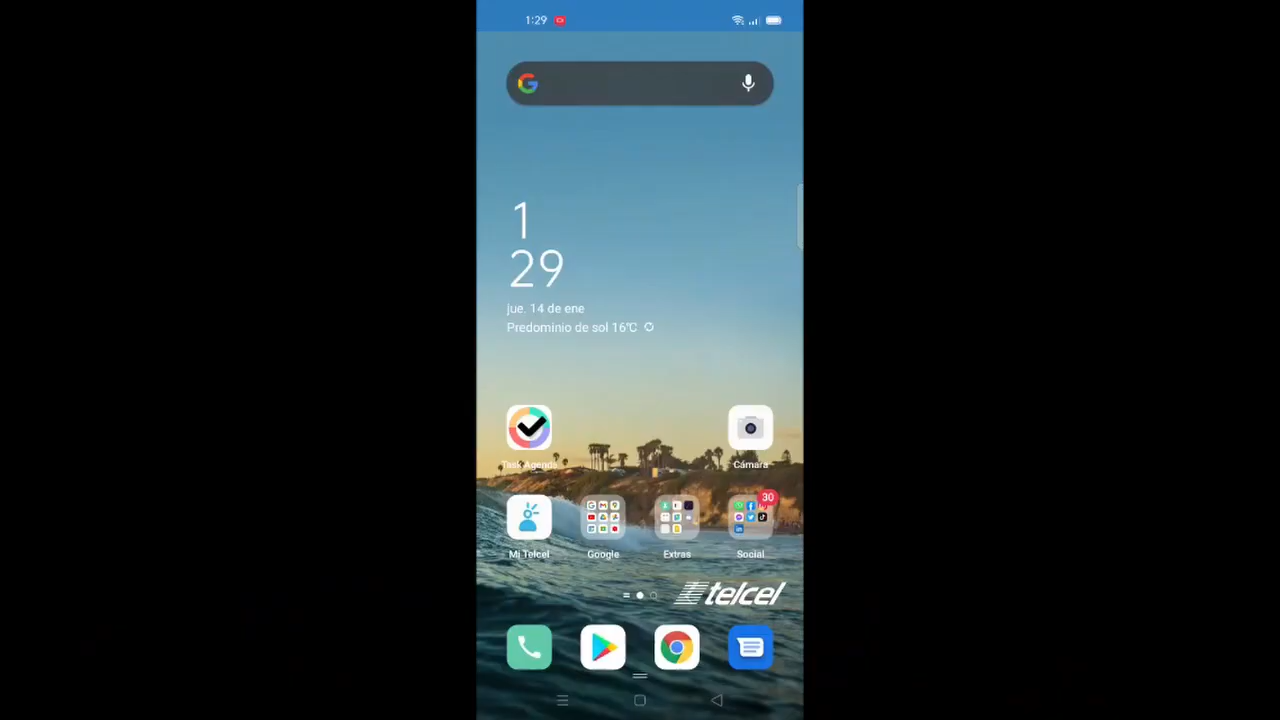 1:29
1
29
jue. 14 de ene
Predominio de sol 16°C
Task Agenda
Cámara
30
Mi Telcel
Google
Extras
Social
telcel